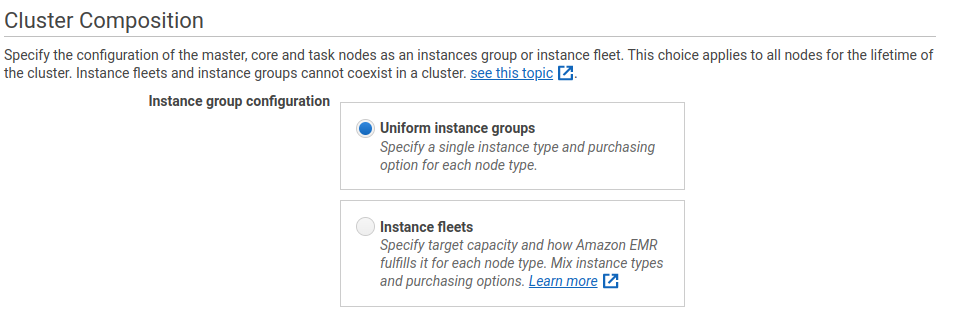 Cluster Composition
Specify the configuration of the master, core and task nodes as an instances group or instance fleet. This choice applies to all nodes for the lifetime of
the cluster. Instance fleets and instance groups cannot coexist in a cluster. see this topic.
Instance group configuration
Uniform instance groups
Specify a single instance type and purchasing
option for each node type.
Instance fleets
Specify target capacity and how Amazon EMR
fulfills it for each node type. Mix instance types
and purchasing options. Learn more